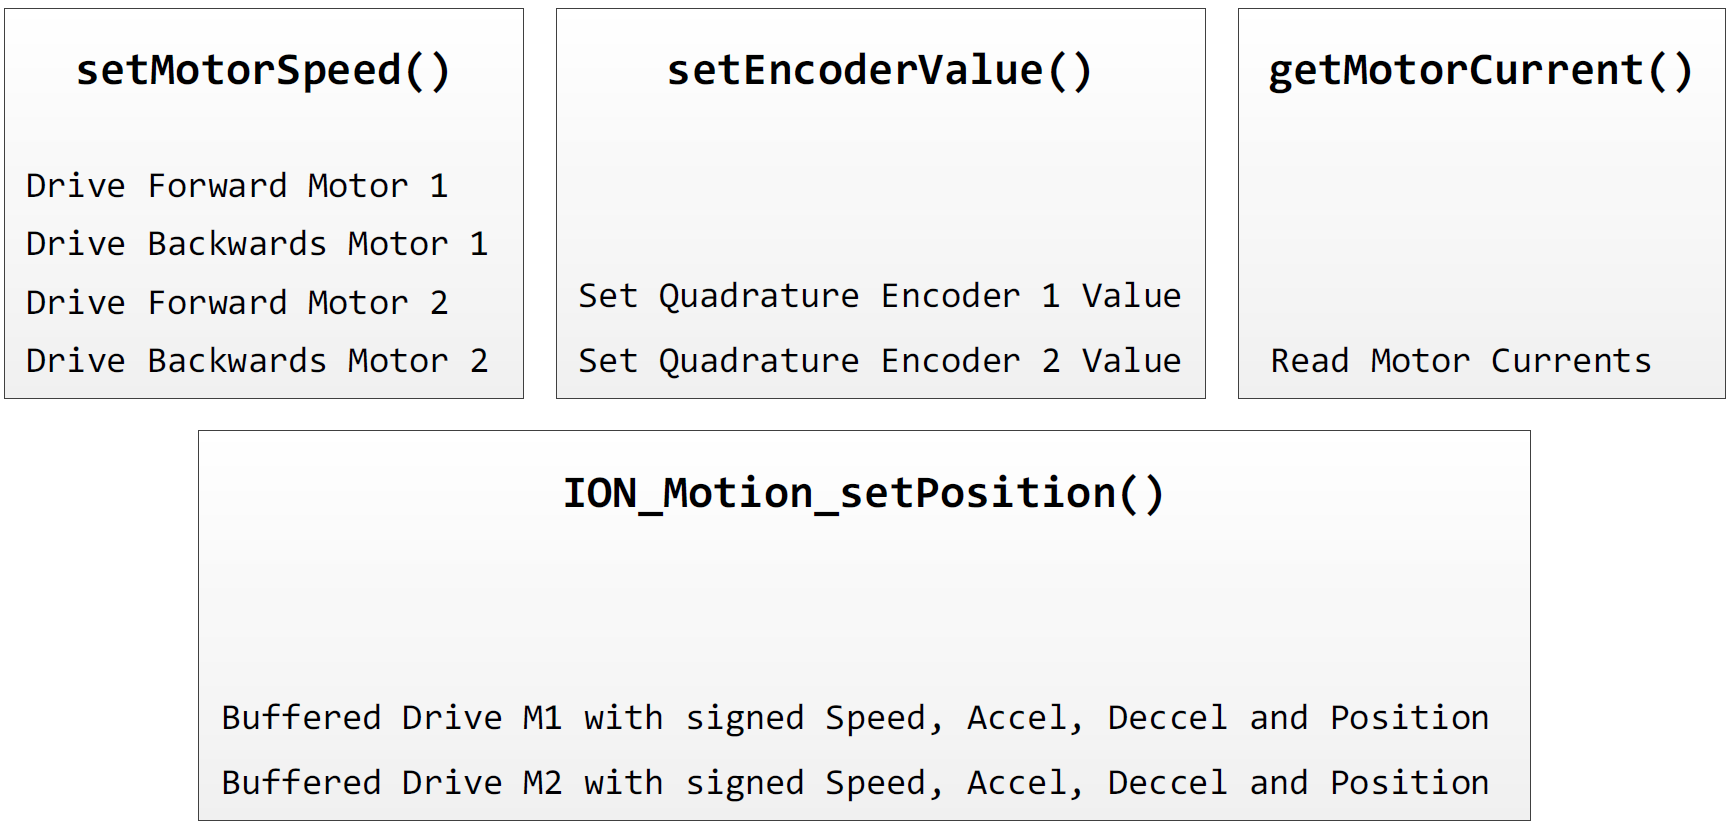 setMotorSpeed()
Drive Forward Motor 1
Drive Backwards Motor 1
Drive Forward Motor 2
Drive Backwards Motor 2
setEncoderValue()
Set Quadrature Encoder 1 Value
Set Quadrature Encoder 2 Value
getMotorCurrent()
Read Motor Currents
ION_Motion_setPosition()
Buffered Drive M1 with signed Speed, Accel, Deccel and Position
Buffered Drive M2 with signed Speed, Accel, Deccel and Position